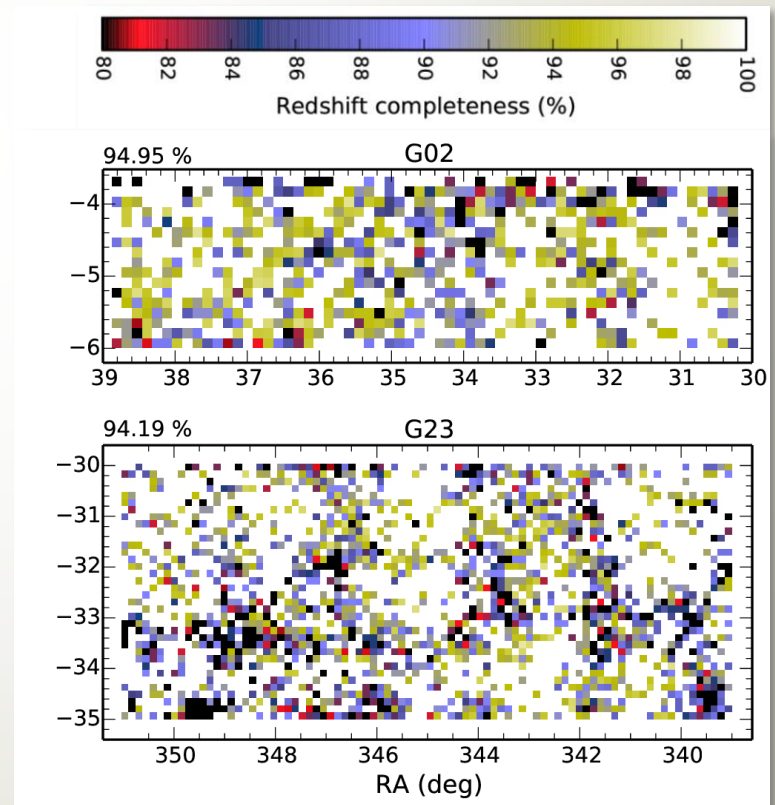 80 82 84 86 88 90 92 94 96 98 100
Redshift completeness (%)
94.95 % G02
−4
−5
−6
39 38 37 36 35 34 33 32 31 30
94.19 % G23
−30
−31
−32
−33
−34
−35
350 348 346 344 342 340
RA (deg)